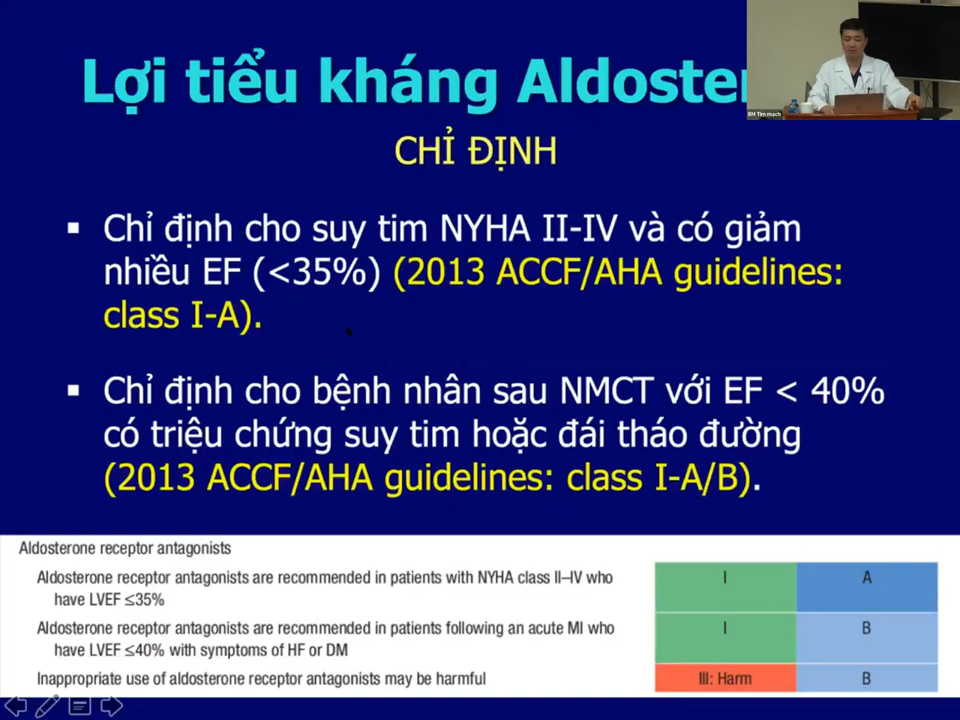 Lợi tiểu kháng Aldoster
BM Tim mạch
CHỈ ĐỊNH
▪ Chỉ định cho suy tim NYHA II-IV và có giảm
nhiều EF (<35%) (2013 ACCF/AHA guidelines:
class I-A).
▪ Chỉ định cho bệnh nhân sau NMCT với EF < 40%
có triệu chứng suy tim hoặc đái tháo đường
(2013 ACCF/AHA guidelines: class I-A/B).
Aldosterone receptor antagonists
Aldosterone receptor antagonists are recommended in patients with NYHA class II–IV who
have LVEF ≤35%
I A
Aldosterone receptor antagonists are recommended in patients following an acute MI who
have LVEF ≤40% with symptoms of HF or DM
I B
Inappropriate use of aldosterone receptor antagonists may be harmful
III: Harm B